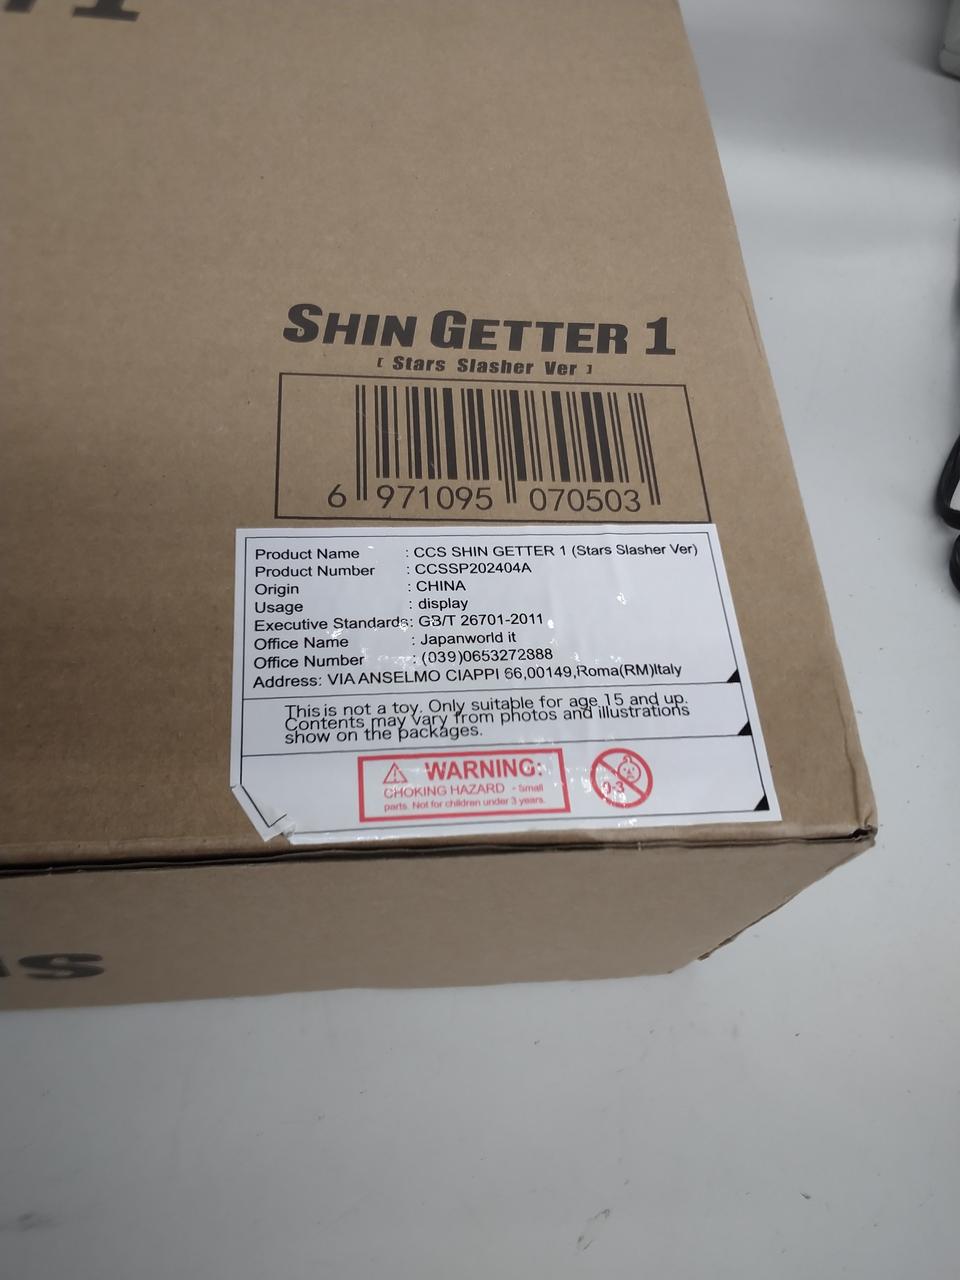 SHIN GETTER 1
[ Stars Slasher Ver ]
6 971095 070503
Product Name : CCS SHIN GETTER 1 (Stars Slasher Ver)
Product Number : CCSSP202404A
Origin : CHINA
Usage : display
Executive Standards: GB/T 26701-2011
Office Name : Japanworld it
Office Number : (039)0653272888
Address: VIA ANSELMO CIAPPI 66,00149,Roma(RM)Italy
This is not a toy. Only suitable for age 15 and up.
Contents may vary from photos and illustrations
show on the packages.
WARNING:
CHOKING HAZARD - Small
parts. Not for children under 3 years.
0-3